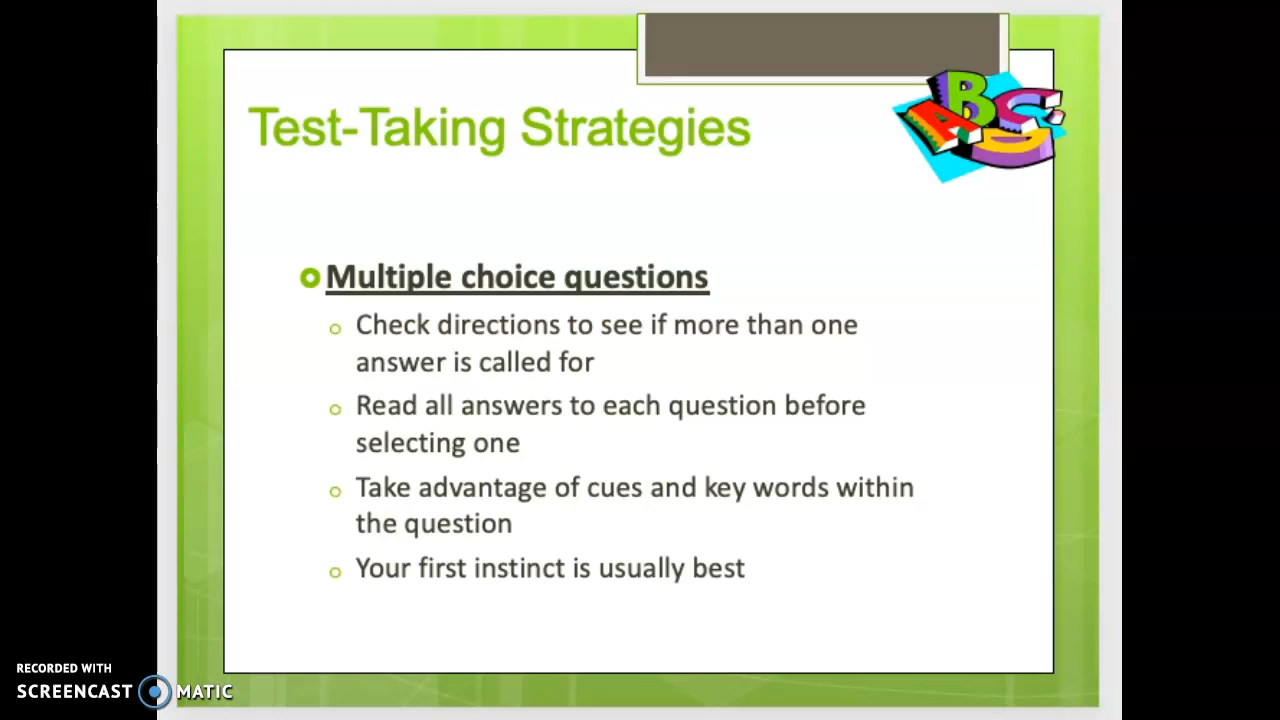 Test-Taking Strategies
A B C S
Multiple choice questions
Check directions to see if more than one
answer is called for
Read all answers to each question before
selecting one
Take advantage of cues and key words within
the question
Your first instinct is usually best
RECORDED WITH
SCREENCAST MATIC